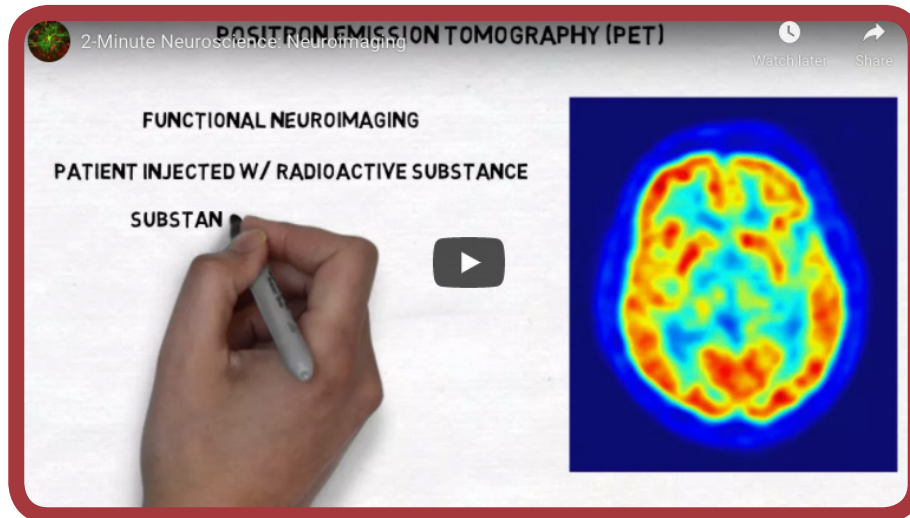 POSITRON EMISSION TOMOGRAPHY (PET)
2-Minute Neuroscience: Neuroimaging
Watch later
Share
FUNCTIONAL NEUROIMAGING
PATIENT INJECTED W/ RADIOACTIVE SUBSTANCE
SUBSTAN